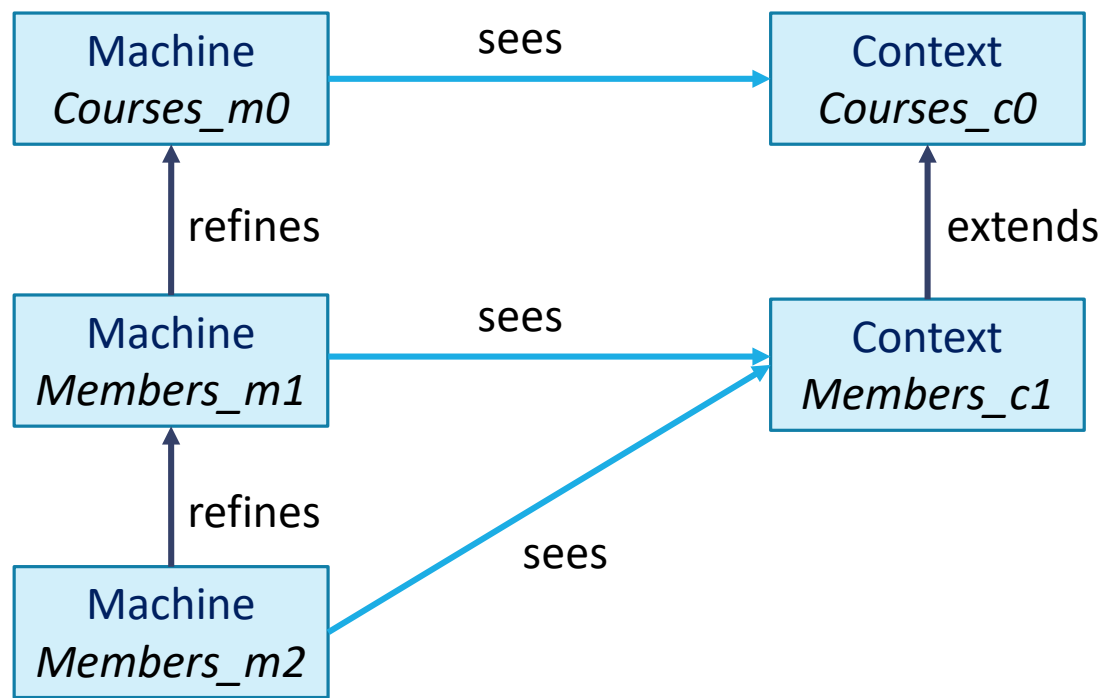 Machine
Courses_m0
sees
Context
Courses_c0
refines
extends
Machine
Members_m1
sees
Context
Members_c1
refines
sees
Machine
Members_m2